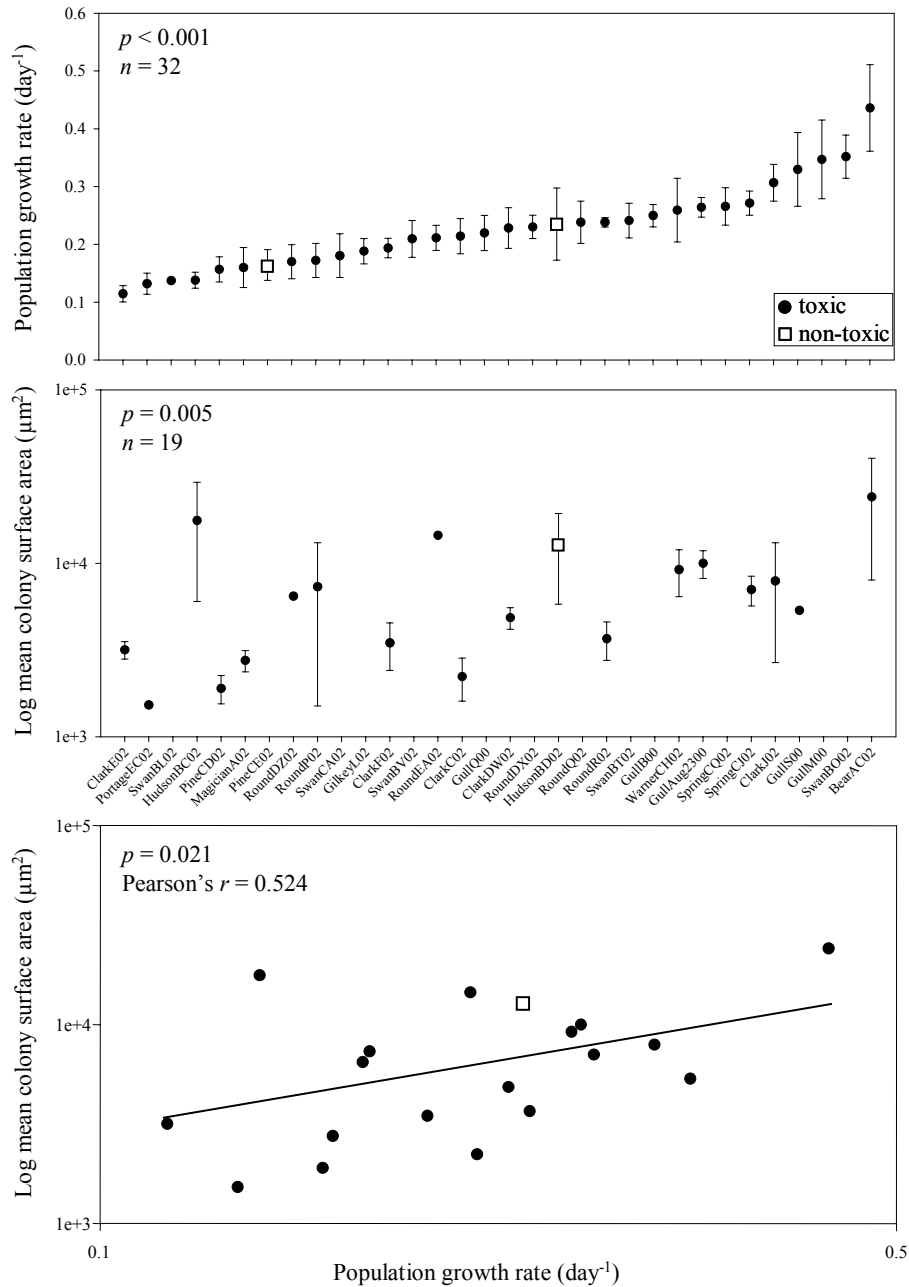 Population growth rate (day-1)
0.6
0.5
0.4
0.3
0.2
0.1
0.0
p < 0.001
n = 32
toxic
non-toxic
Log mean colony surface area (μm2)
1e+5
1e+4
1e+3
p = 0.005
n = 19
ClarkE02
PortageEC02
SwanBL02
HudsonBC02
PineCD02
MagicianA02
PineCE02
RoundDZ02
RoundP02
SwanCA02
GilkeyL02
ClarkF02
SwanBV02
RoundEA02
ClarkC02
GullQ00
ClarkDW02
RoundDX02
HudsonBD02
RoundQ02
RoundR02
SwanBT02
GullB00
WarnerCH02
GullAug2300
SpringCQ02
SpringCJ02
ClarkJ02
GullS00
GullM00
SwanBO02
BearAC02
Log mean colony surface area (μm2)
1e+5
1e+4
1e+3
p = 0.021
Pearson's r = 0.524
0.1
0.5
Population growth rate (day-1)